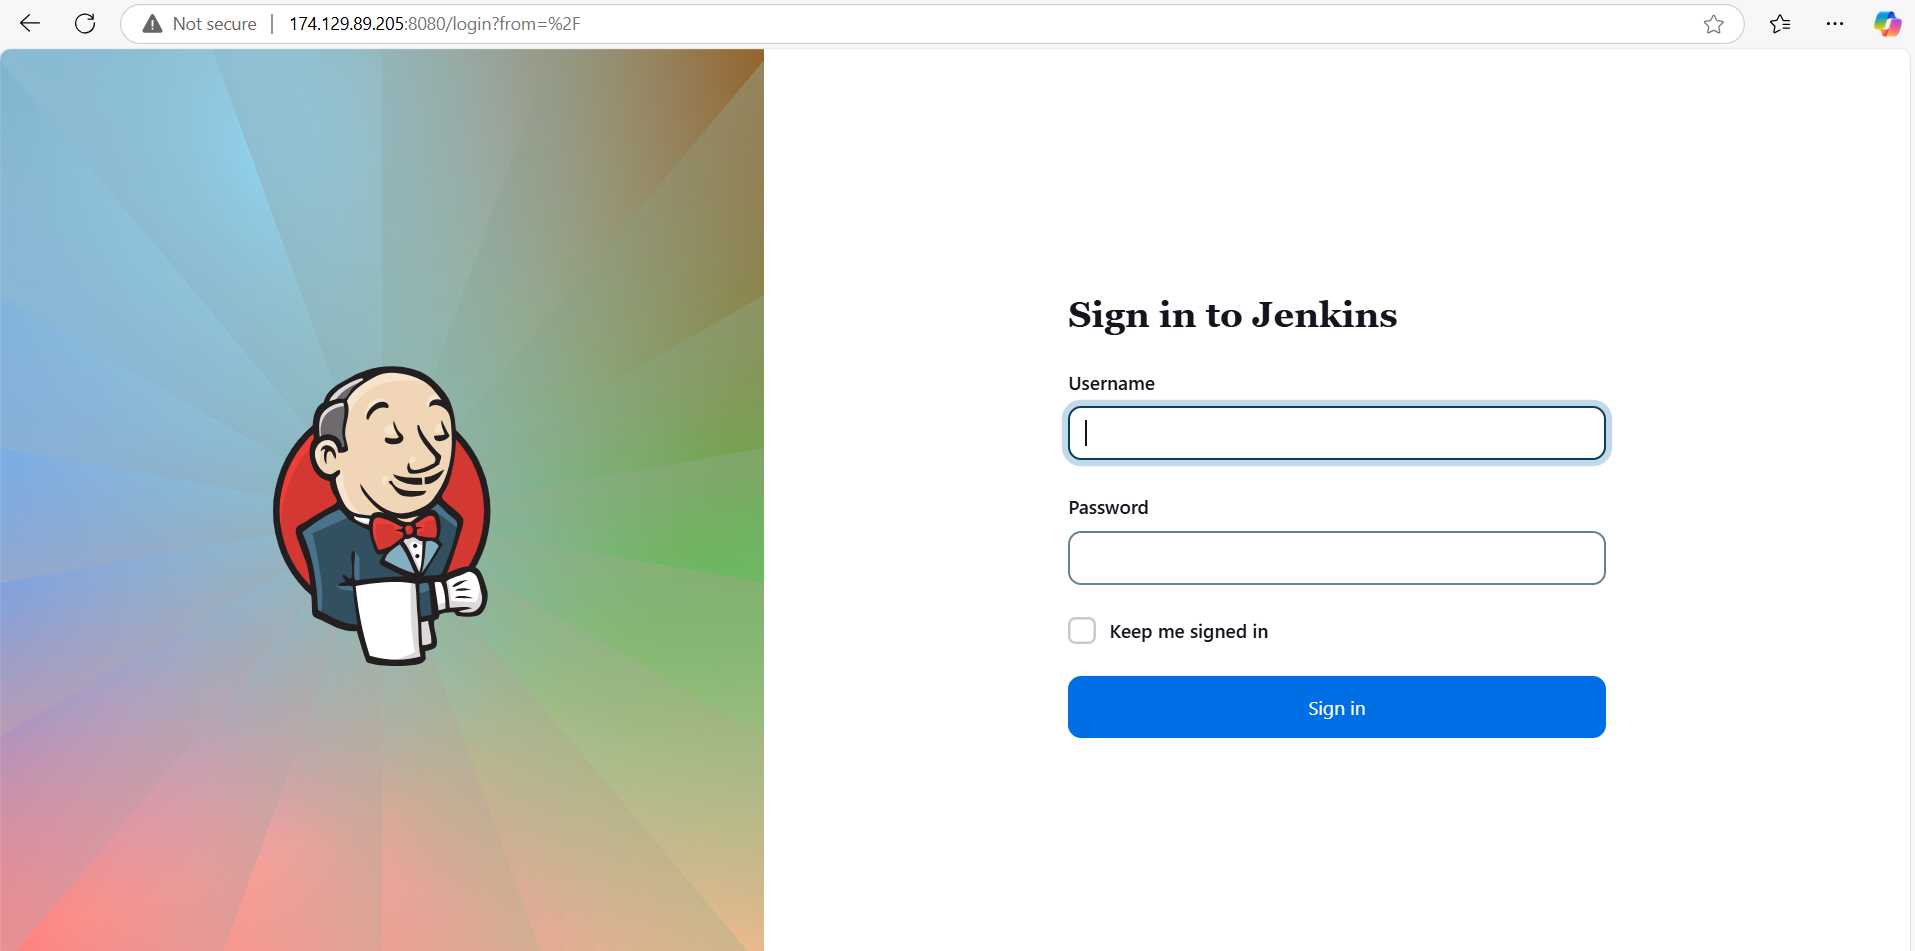 Not secure 174.129.89.205:8080/login?from=%2F
Sign in to Jenkins
Username
Password
Keep me signed in
Sign in